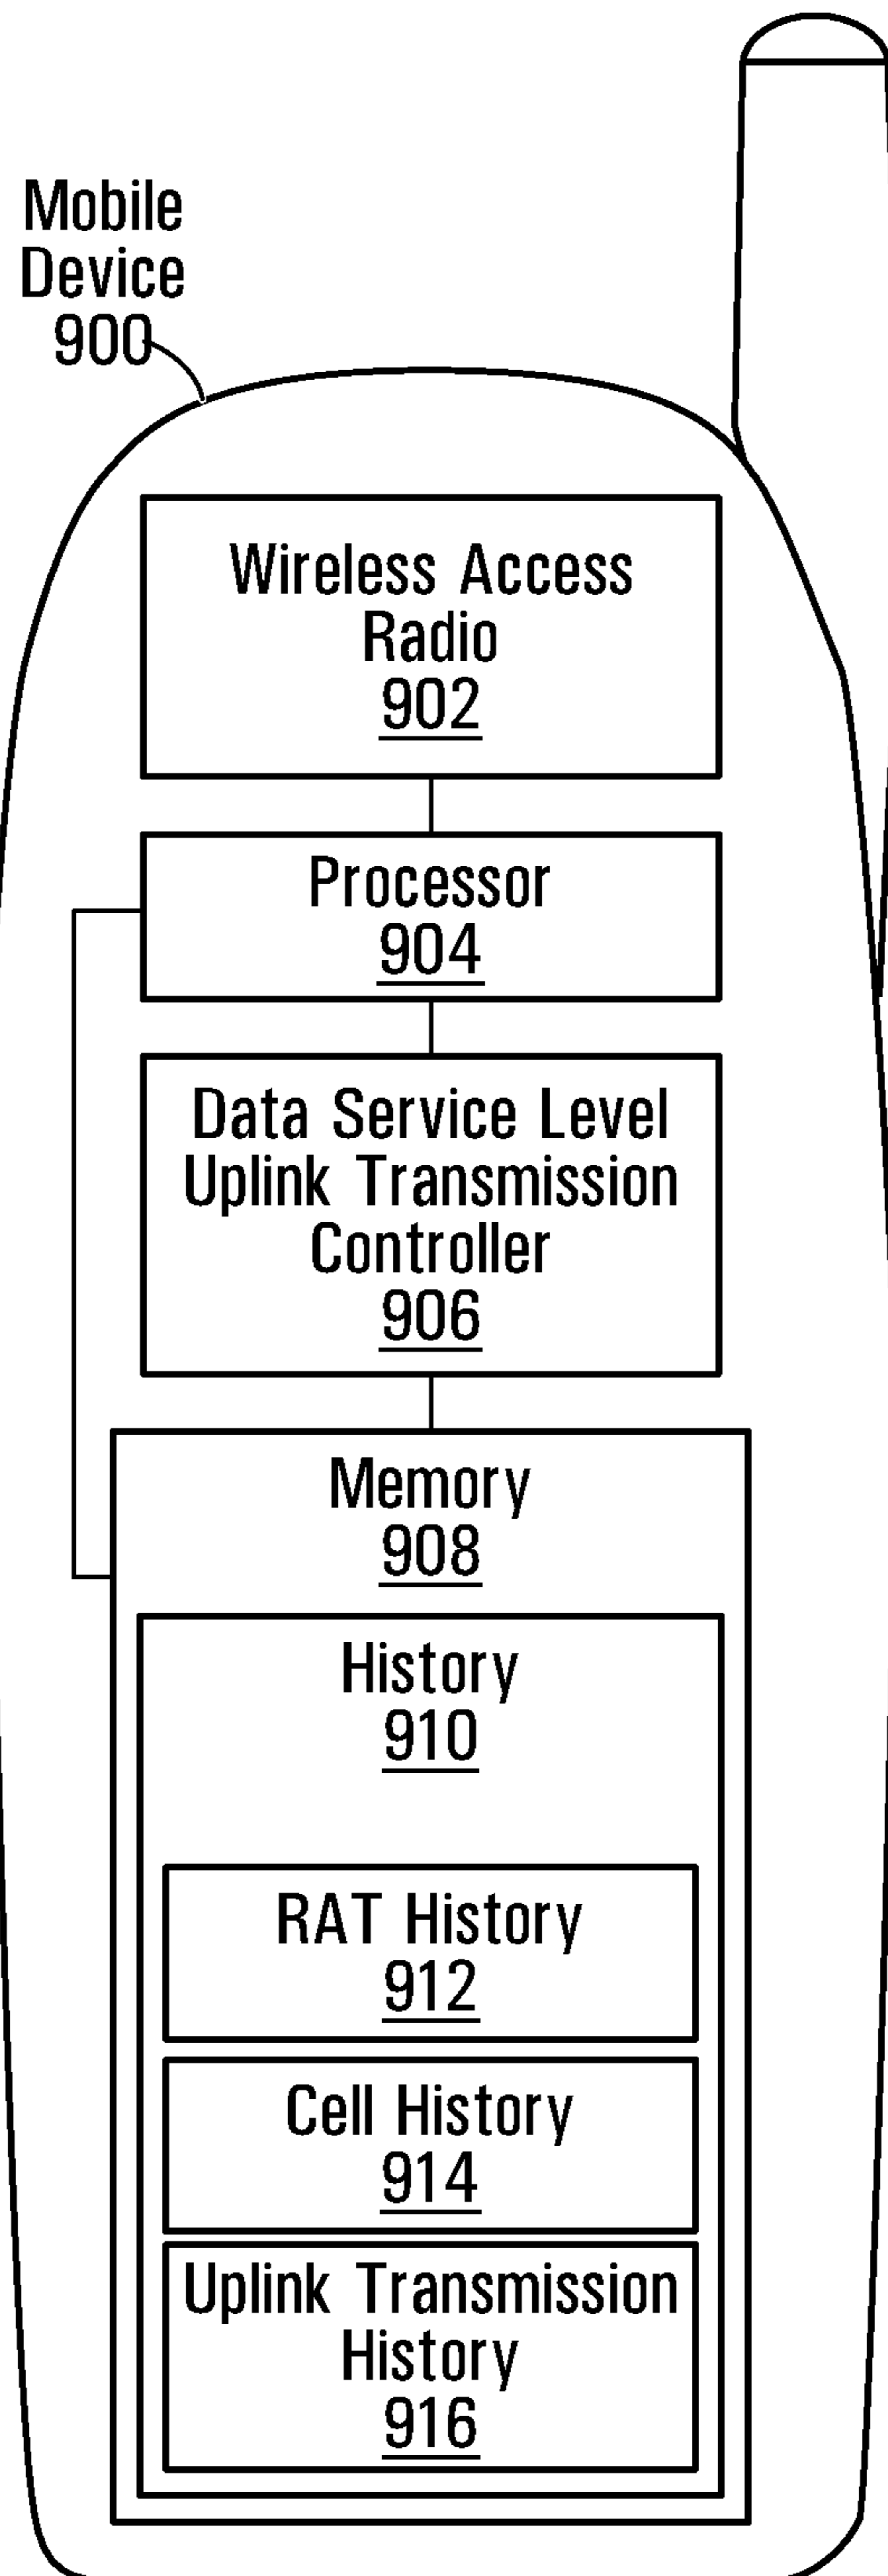 Mobile
Device
900
Wireless Access
Radio
902
Processor
904
Data Service Level
Uplink Transmission
Controller
906
Memory
908
History
910
RAT History
912
Cell History
914
Uplink Transmission
History
916